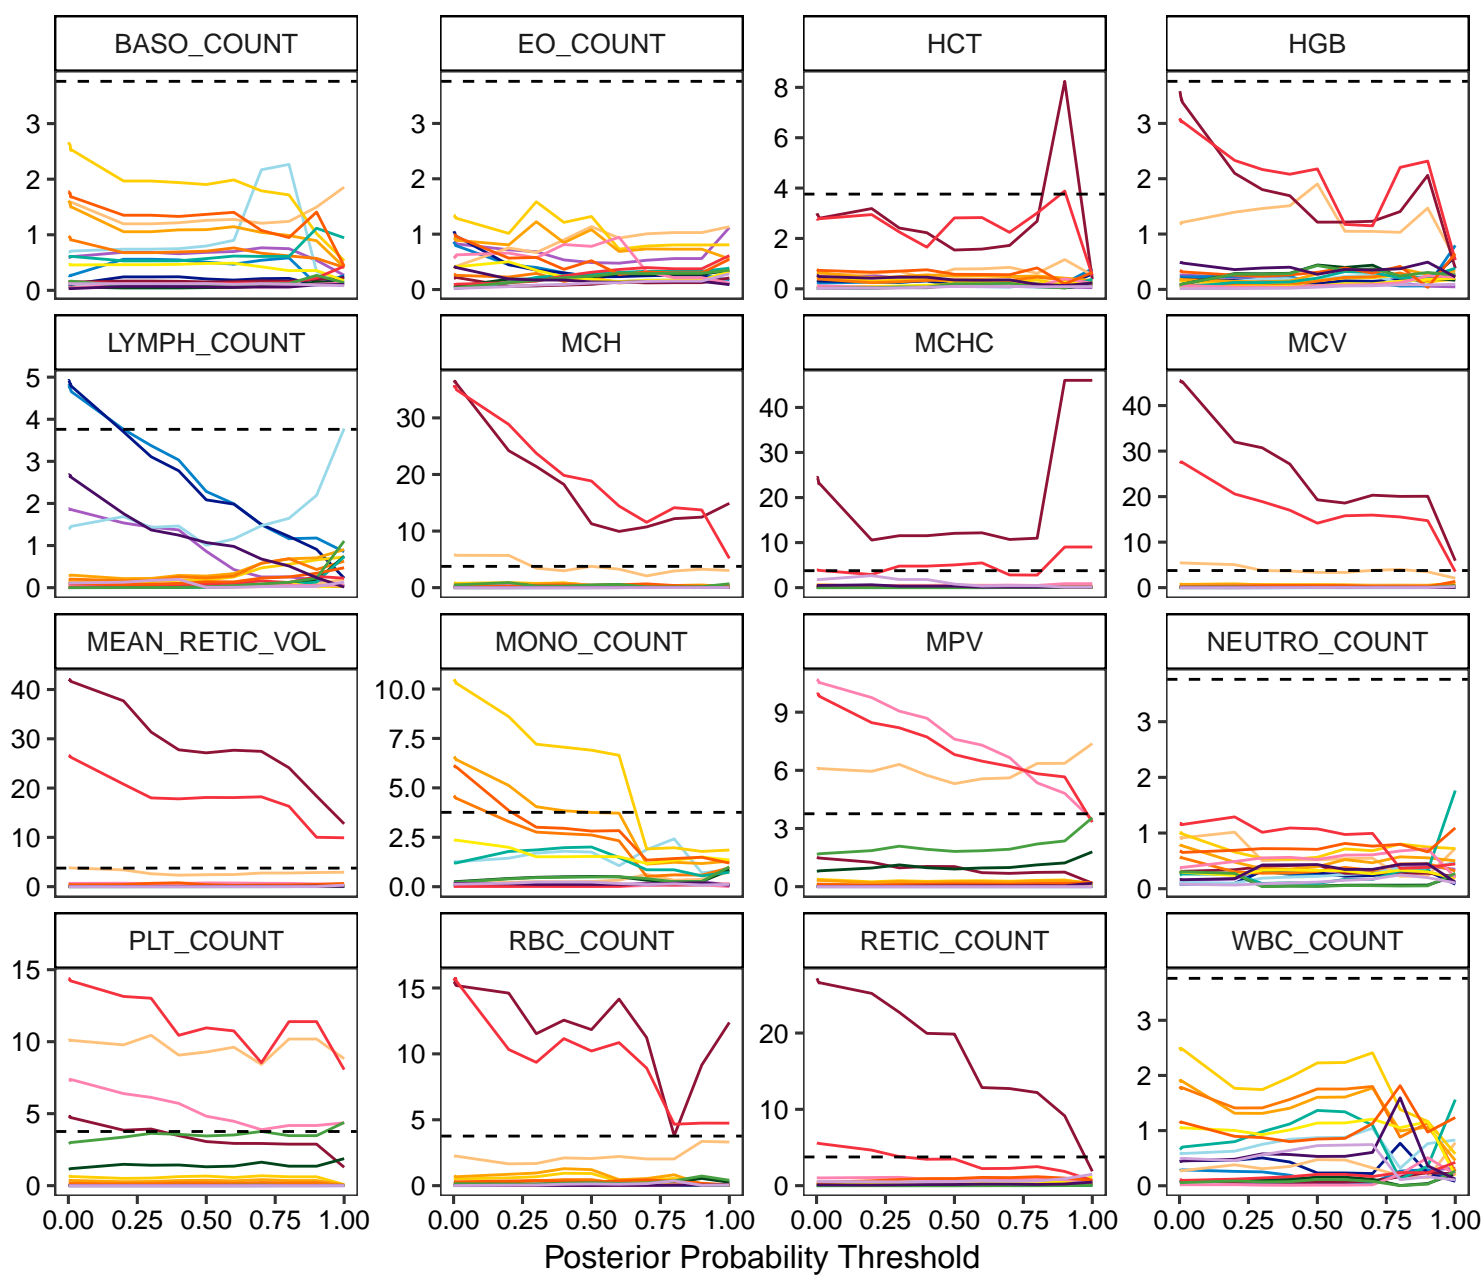 BASO_COUNT EO_COUNT HCT HGB
3 2 1 0
3 2 1 0
8 6 4 2 0
3 2 1 0
LYMPH_COUNT MCH MCHC MCV
5 4 3 2 1 0
30 20 10 0
40 30 20 10 0
40 30 20 10 0
MEAN_RETIC_VOL MONO_COUNT MPV NEUTRO_COUNT
40 30 20 10 0
10.0 7.5 5.0 2.5 0.0
9 6 3 0
3 2 1 0
PLT_COUNT RBC_COUNT RETIC_COUNT WBC_COUNT
15 10 5 0
15 10 5 0
20 10 0
3 2 1 0
0.00 0.25 0.50 0.75 1.00 0.00 0.25 0.50 0.75 1.00 0.00 0.25 0.50 0.75 1.00 0.00 0.25 0.50 0.75 1.00
Posterior Probability Threshold